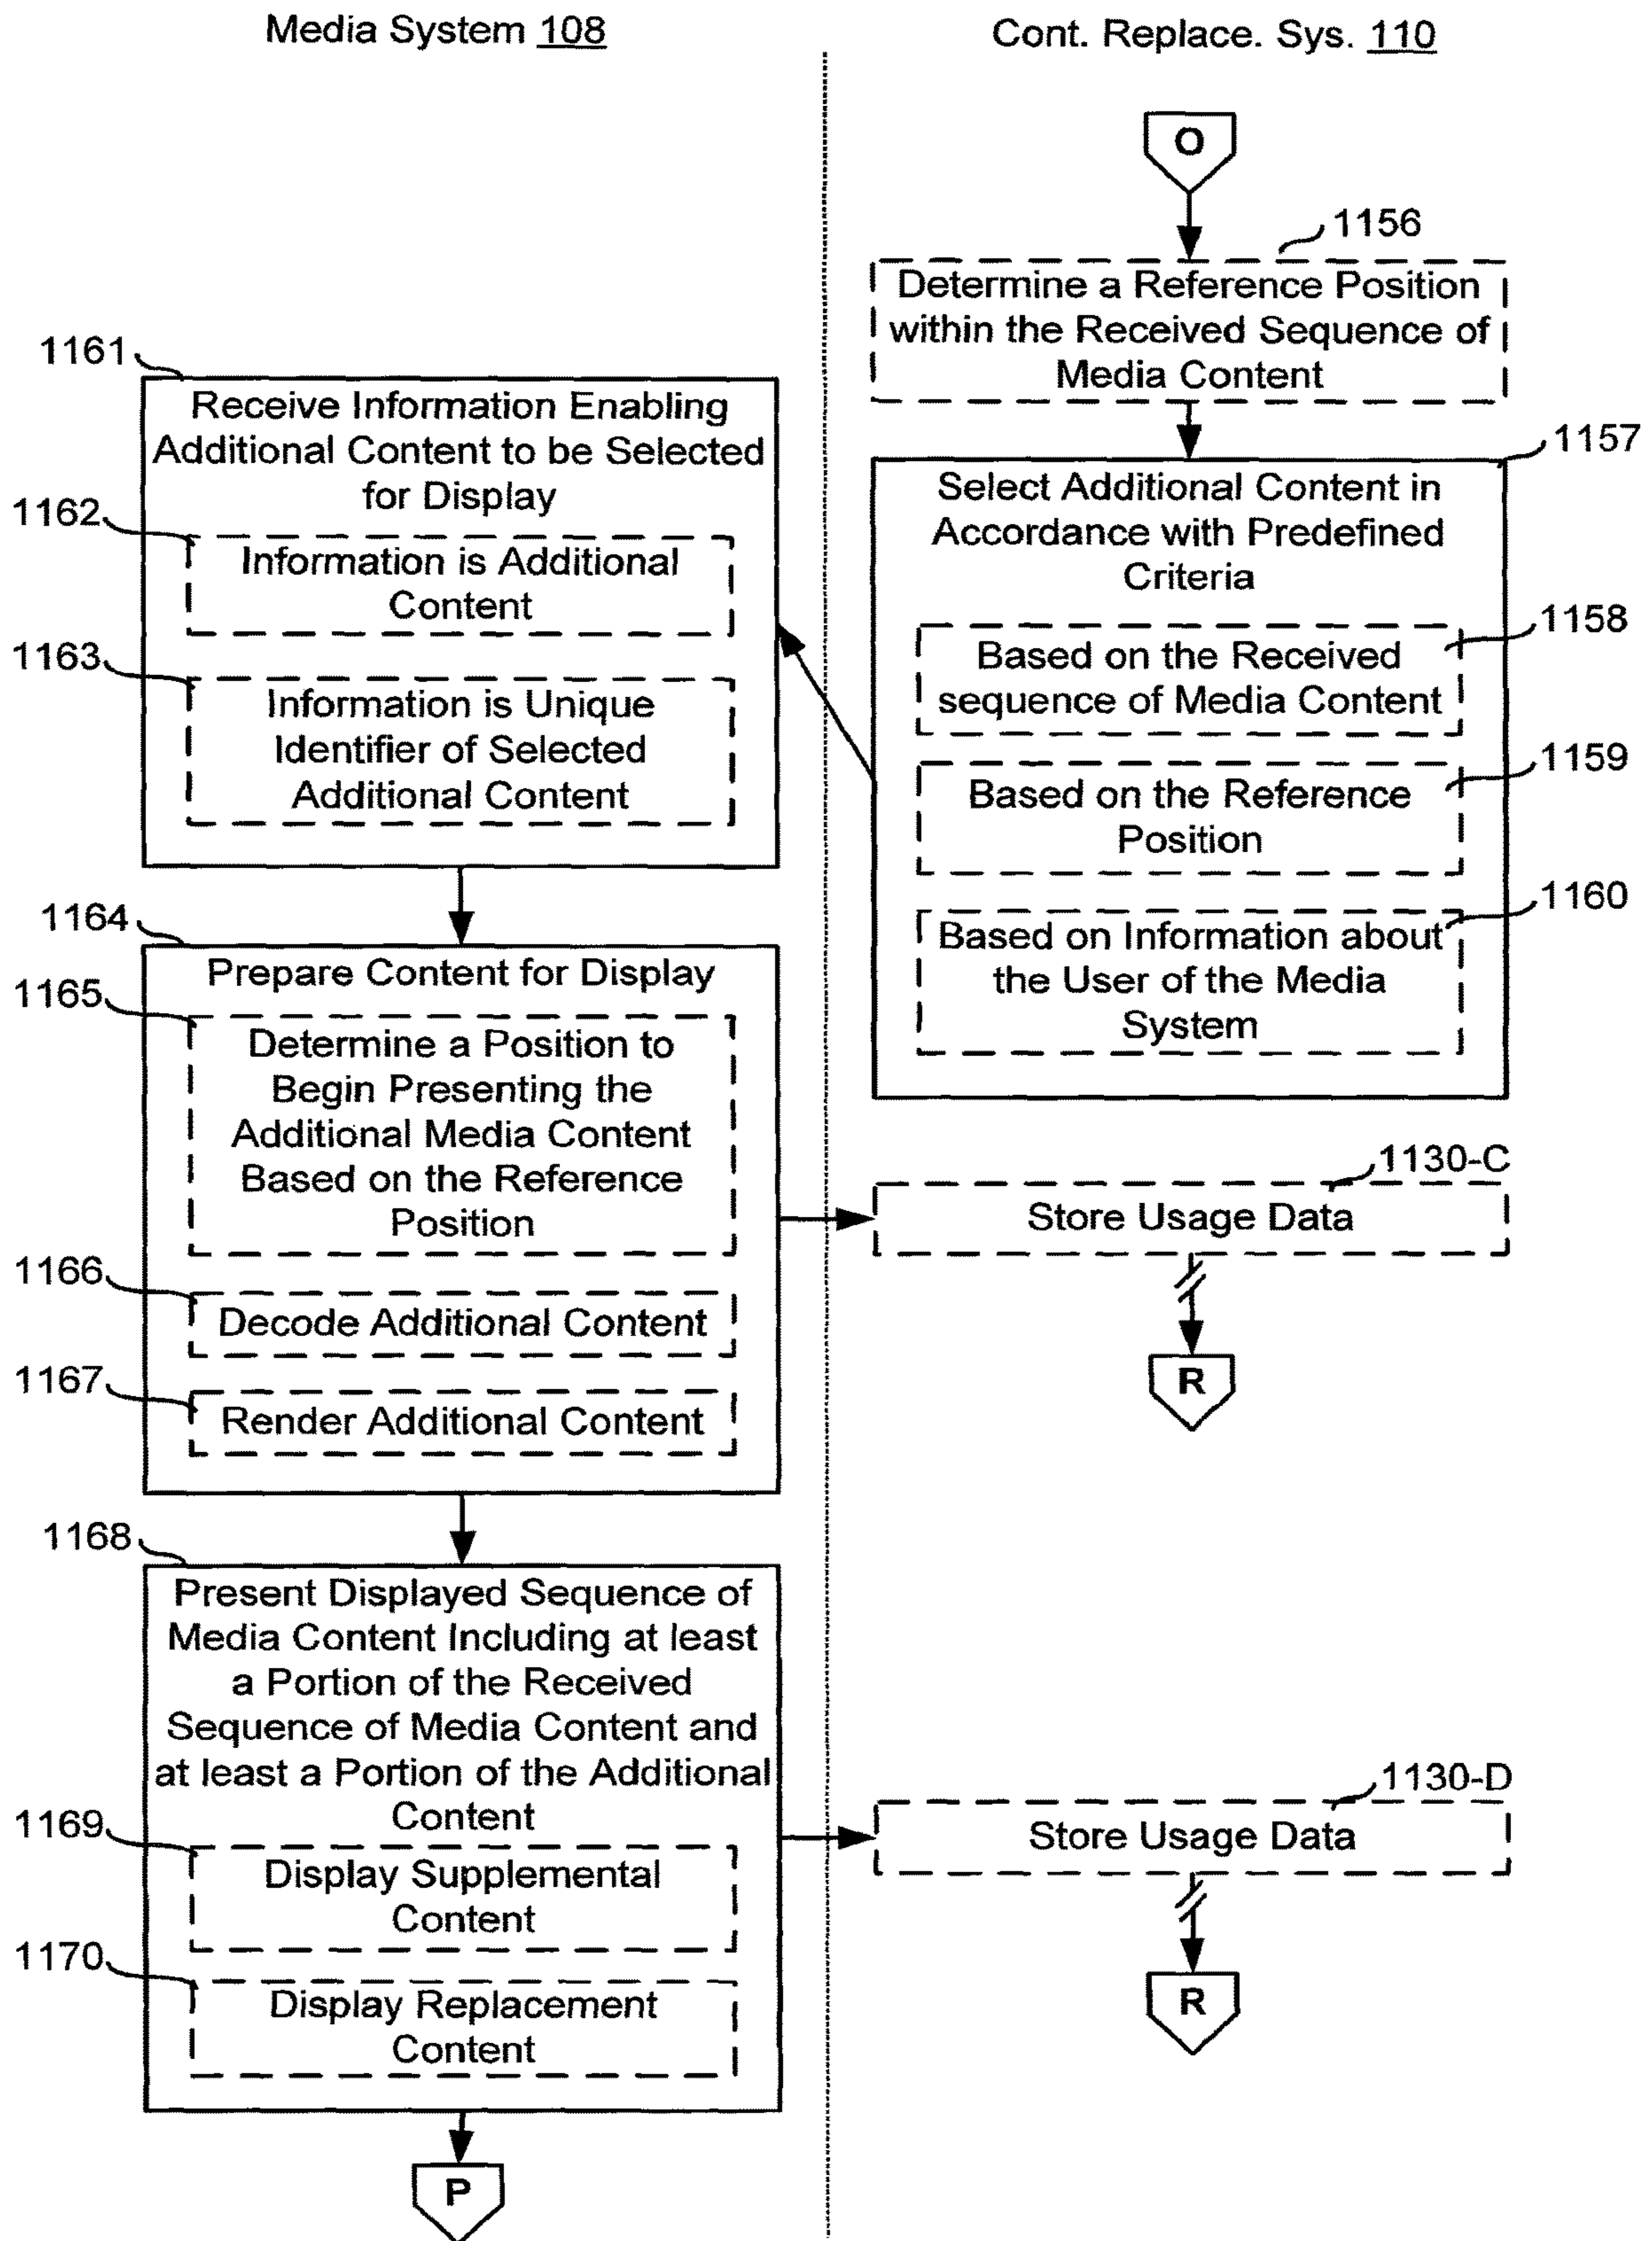 Media System 108
Cont. Replace. Sys. 110
O
1156
Determine a Reference Position
within the Received Sequence of
Media Content
1157
Select Additional Content in
Accordance with Predefined
Criteria
1158
Based on the Received
sequence of Media Content
1159
Based on the Reference
Position
1160
Based on Information about
the User of the Media
System
1161
Receive Information Enabling
Additional Content to be Selected
for Display
1162
Information is Additional
Content
1163
Information is Unique
Identifier of Selected
Additional Content
1164
Prepare Content for Display
1165
Determine a Position to
Begin Presenting the
Additional Media Content
Based on the Reference
Position
1166
Decode Additional Content
1167
Render Additional Content
1130-C
Store Usage Data
R
1168
Present Displayed Sequence of
Media Content Including at least
a Portion of the Received
Sequence of Media Content and
at least a Portion of the Additional
Content
1169
Display Supplemental
Content
1170
Display Replacement
Content
1130-D
Store Usage Data
R
P